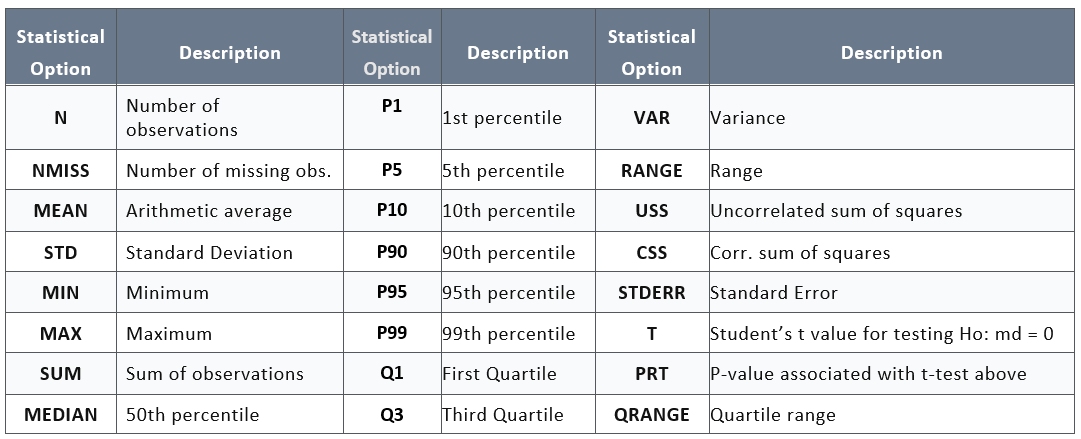 Statistical Option Description Statistical Option Description Statistical Option Description
N Number of observations P1 1st percentile VAR Variance
NMISS Number of missing obs. P5 5th percentile RANGE Range
MEAN Arithmetic average P10 10th percentile USS Uncorrelated sum of squares
STD Standard Deviation P90 90th percentile CSS Corr. sum of squares
MIN Minimum P95 95th percentile STDERR Standard Error
MAX Maximum P99 99th percentile T Student’s t value for testing Ho: md = 0
SUM Sum of observations Q1 First Quartile PRT P-value associated with t-test above
MEDIAN 50th percentile Q3 Third Quartile QRANGE Quartile range